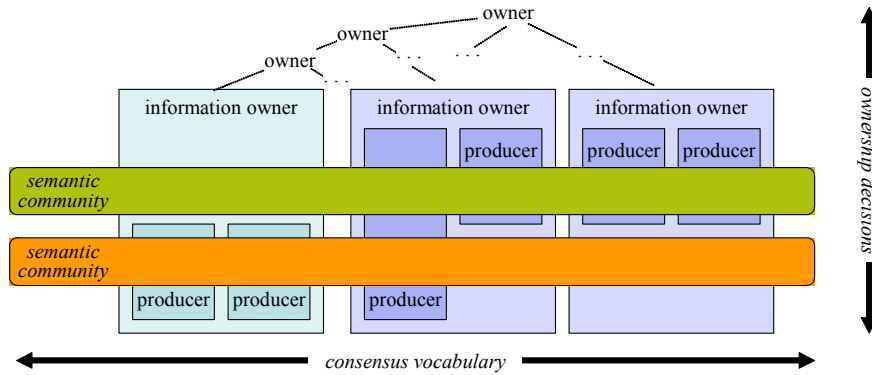 owner
owner
owner
... 
...
...
...
information owner
information owner
information owner
producer
producer
producer
semantic
community
semantic
community
producer
producer
producer
consensus vocabulary
ownership decisions